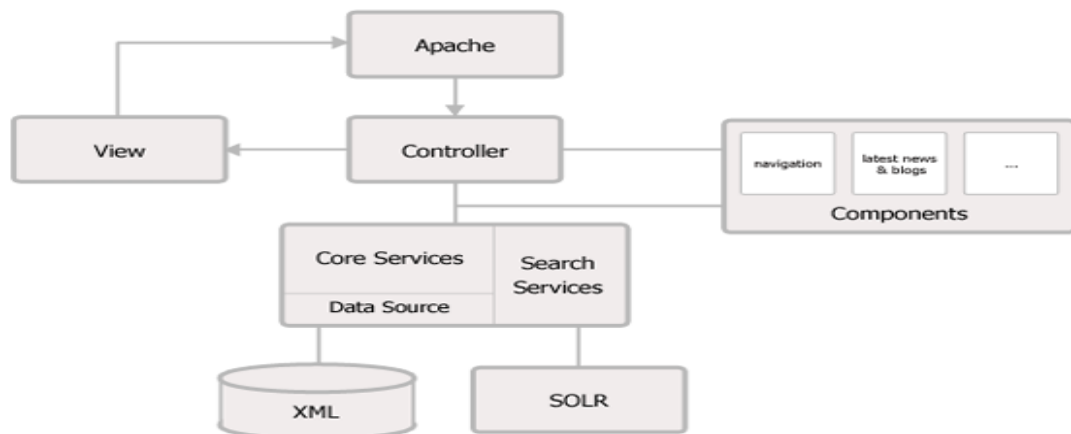 Apache
View
Controller
navigation
latest news
& blogs
...
Components
Core Services
Search
Services
Data Source
XML
SOLR